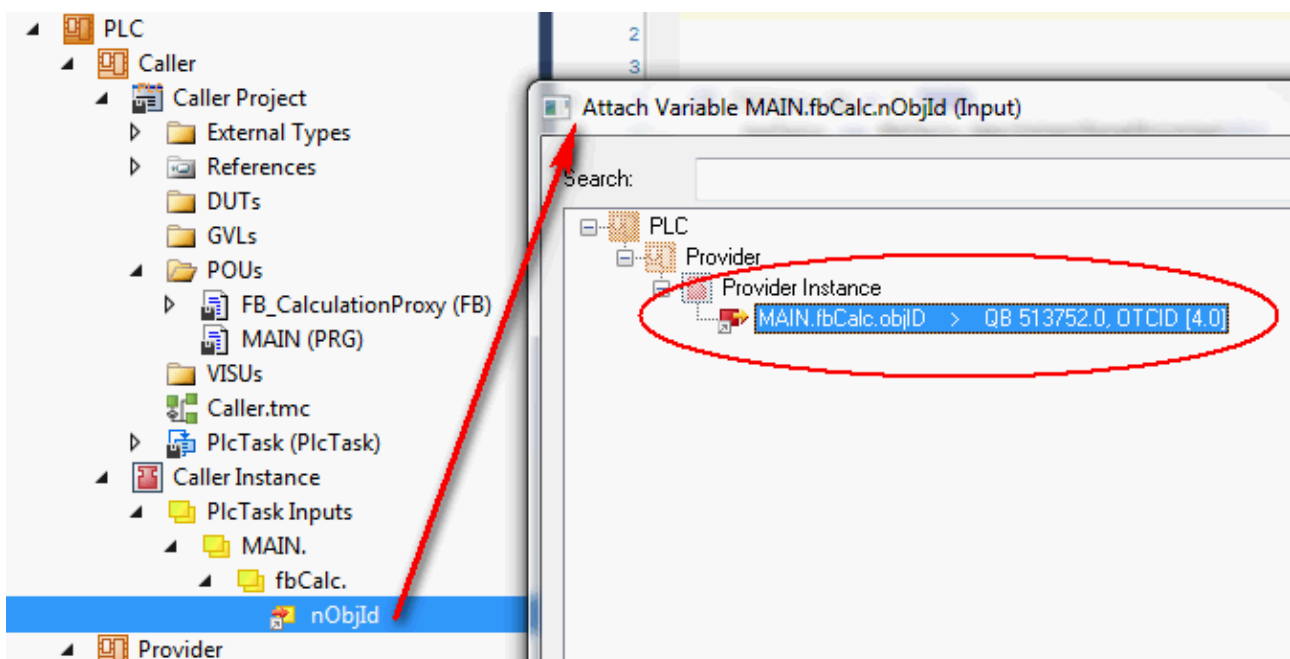 PLC
Caller
Caller Project
External Types
References
DUTs
GVLs
POUs
FB_CalculationProxy (FB)
MAIN (PRG)
VISUs
Caller.tmc
PlcTask (PlcTask)
Caller Instance
PlcTask Inputs
MAIN.
fbCalc.
nObjId
Provider
2
3
Attach Variable MAIN.fbCalc.nObjId (Input)
Search:
PLC
Provider
Provider Instance
MAIN.fbCalc.objID > QB 513752.0, OTCID [4.0]